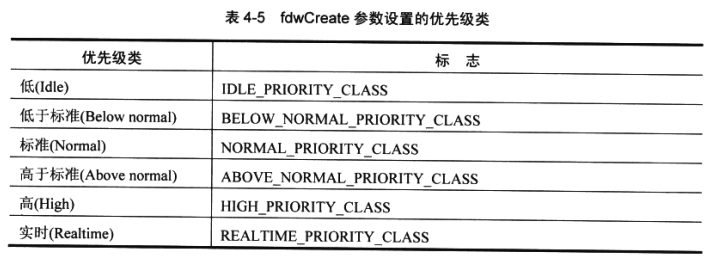 表 4-5 fdwCreate 参数设置的优先级类
优先级类 标 志
低(Idle) IDLE_PRIORITY_CLASS
低于标准(Below normal) BELOW_NORMAL_PRIORITY_CLASS
标准(Normal) NORMAL_PRIORITY_CLASS
高于标准(Above normal) ABOVE_NORMAL_PRIORITY_CLASS
高(High) HIGH_PRIORITY_CLASS
实时(Realtime) REALTIME_PRIORITY_CLASS